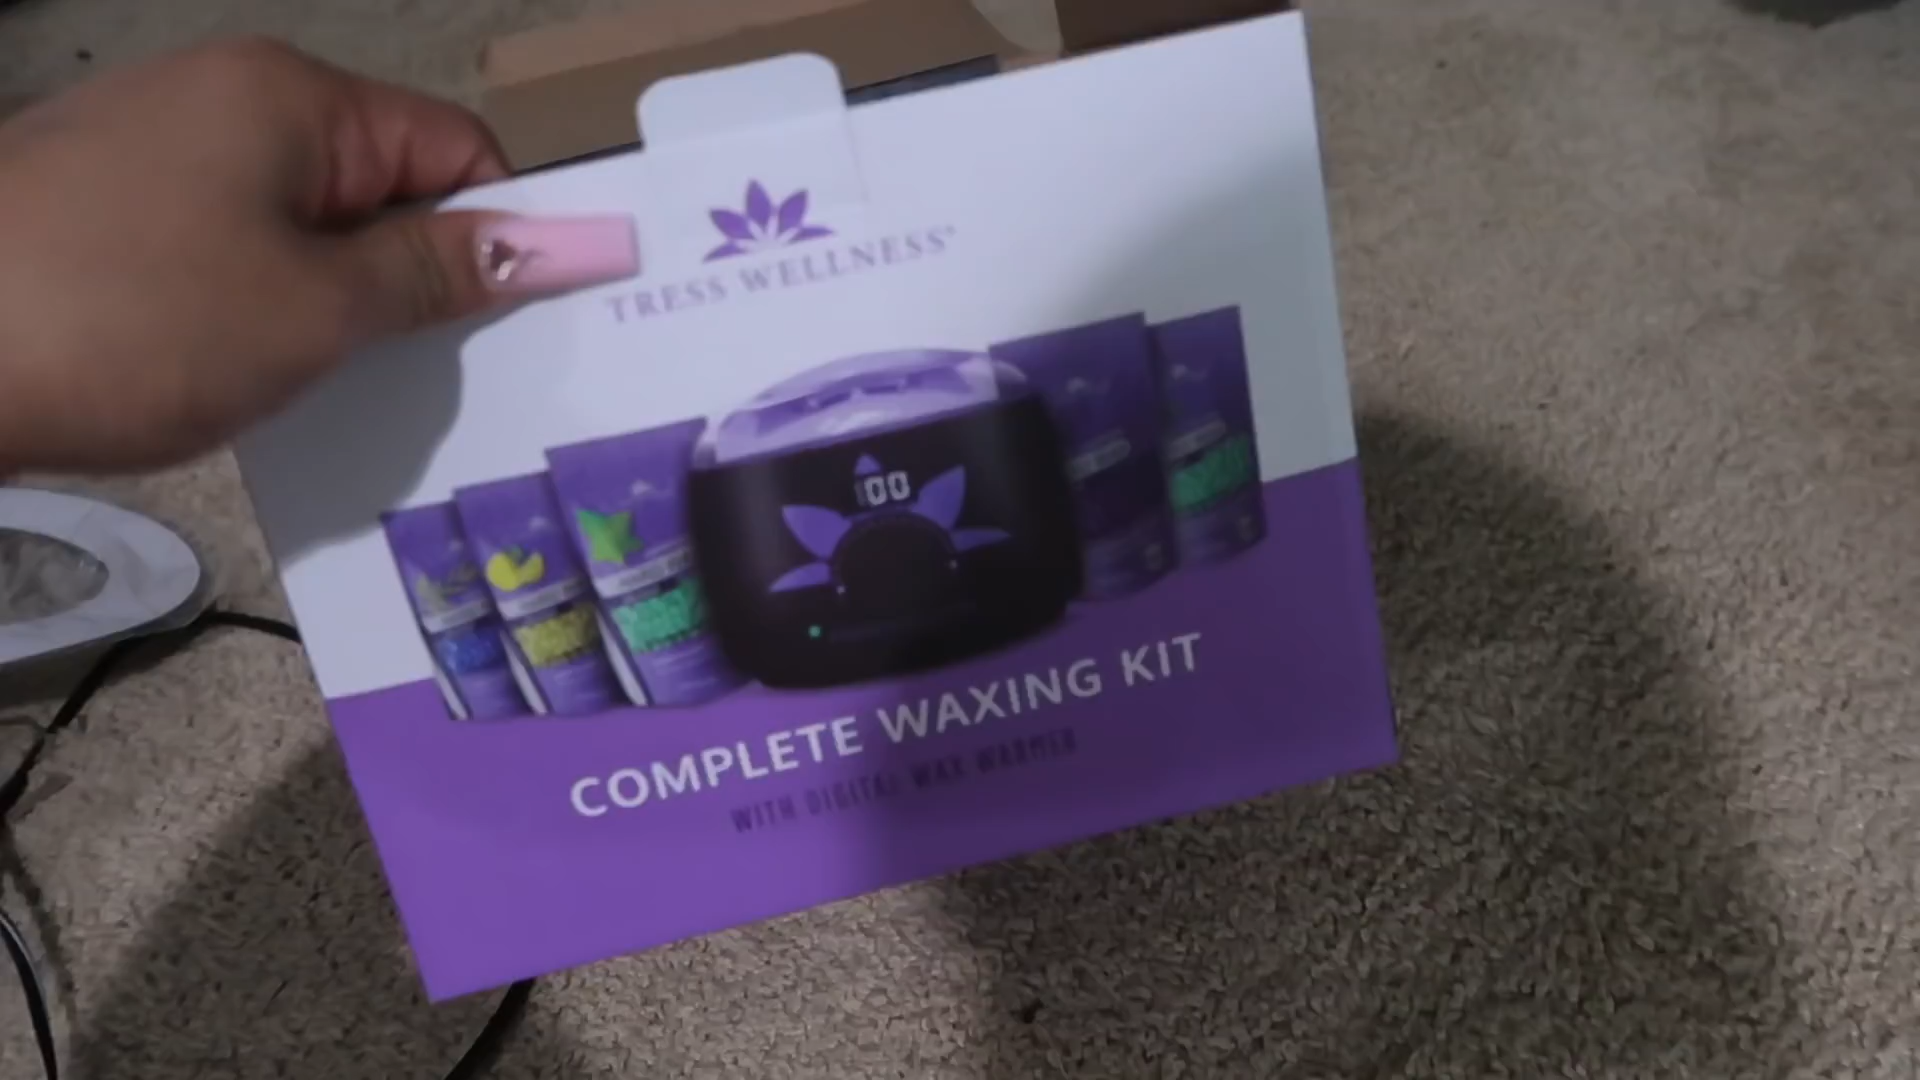 TRESS WELLNESS®
100
COMPLETE WAXING KIT
WITH DIGITAL WAX WARMER